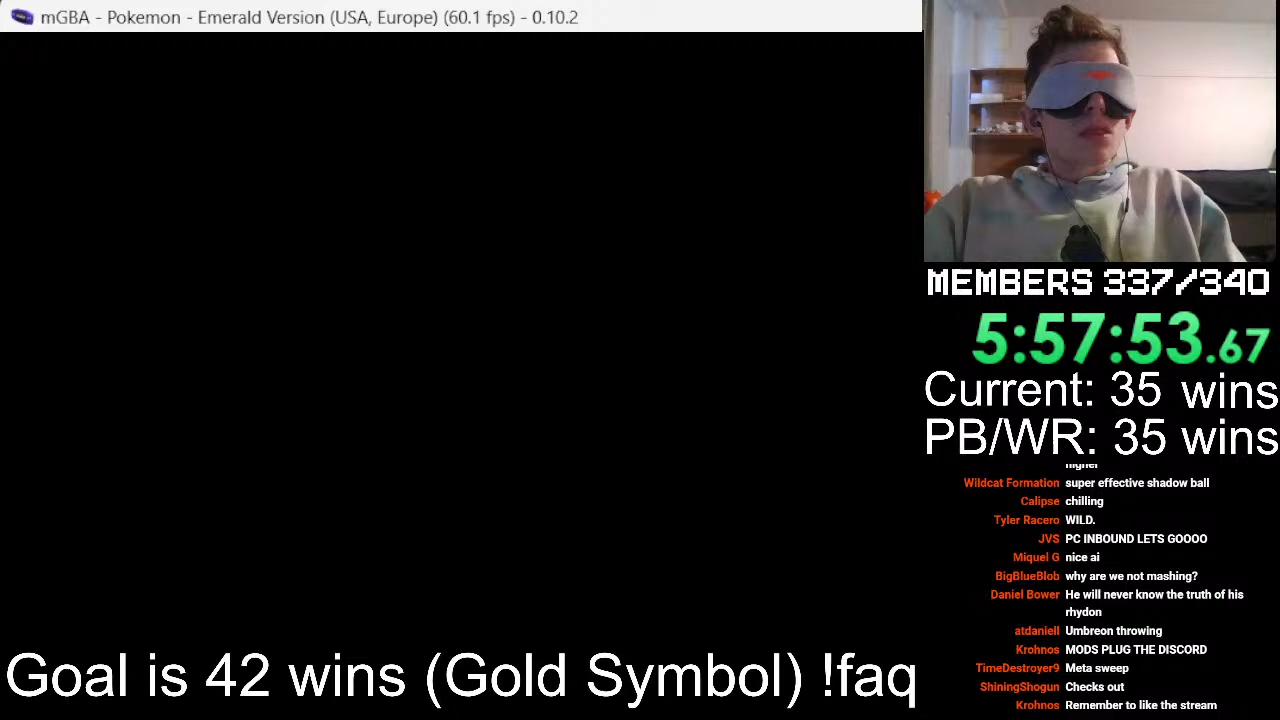 mGBA - Pokemon - Emerald Version (USA, Europe) (60.1 fps) - 0.10.2
MEMBERS 337/340
5:57:53.67
Current: 35 wins
PB/WR: 35 wins
higher
Wildcat Formation super effective shadow ball
Calipse chilling
Tyler Racero WILD.
JVS PC INBOUND LETS GOOOO
Miquel G nice ai
BigBlueBlob why are we not mashing?
Daniel Bower He will never know the truth of his
rhydon
atdaniell Umbreon throwing
Krohnos MODS PLUG THE DISCORD
TimeDestroyer9 Meta sweep
ShiningShogun Checks out
Krohnos Remember to like the stream
Goal is 42 wins (Gold Symbol) !faq